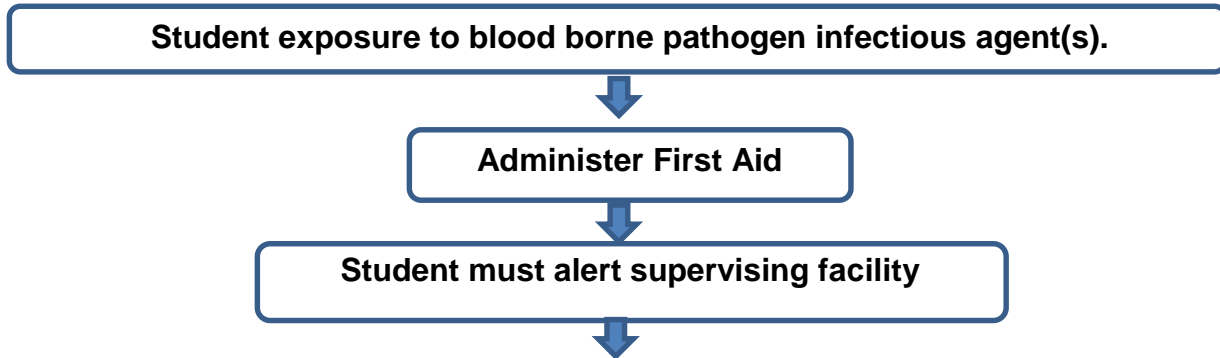 Student exposure to blood borne pathogen infectious agent(s).
Administer First Aid
Student must alert supervising facility